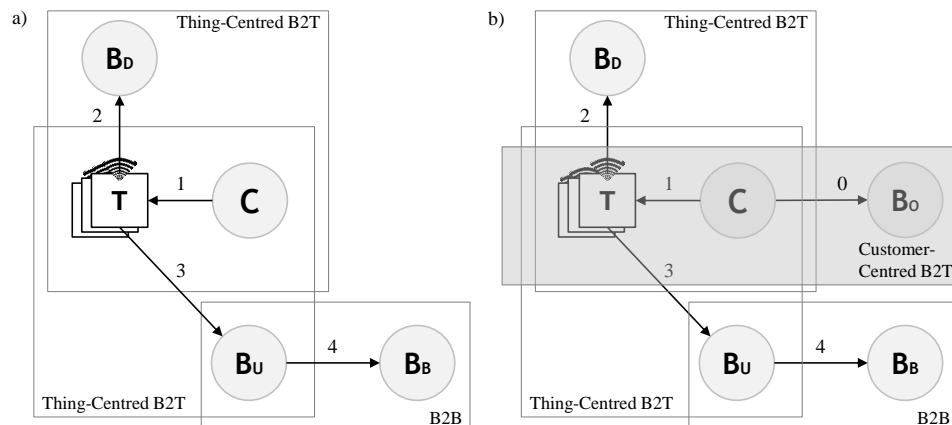 a)
Thing-Centred B2T
BD
2
T
1
C
3
BU
4
BB
Thing-Centred B2T
B2B
b)
Thing-Centred B2T
BD
2
T
1
C
0
BO
Customer-
Centred B2T
3
BU
4
BB
Thing-Centred B2T
B2B